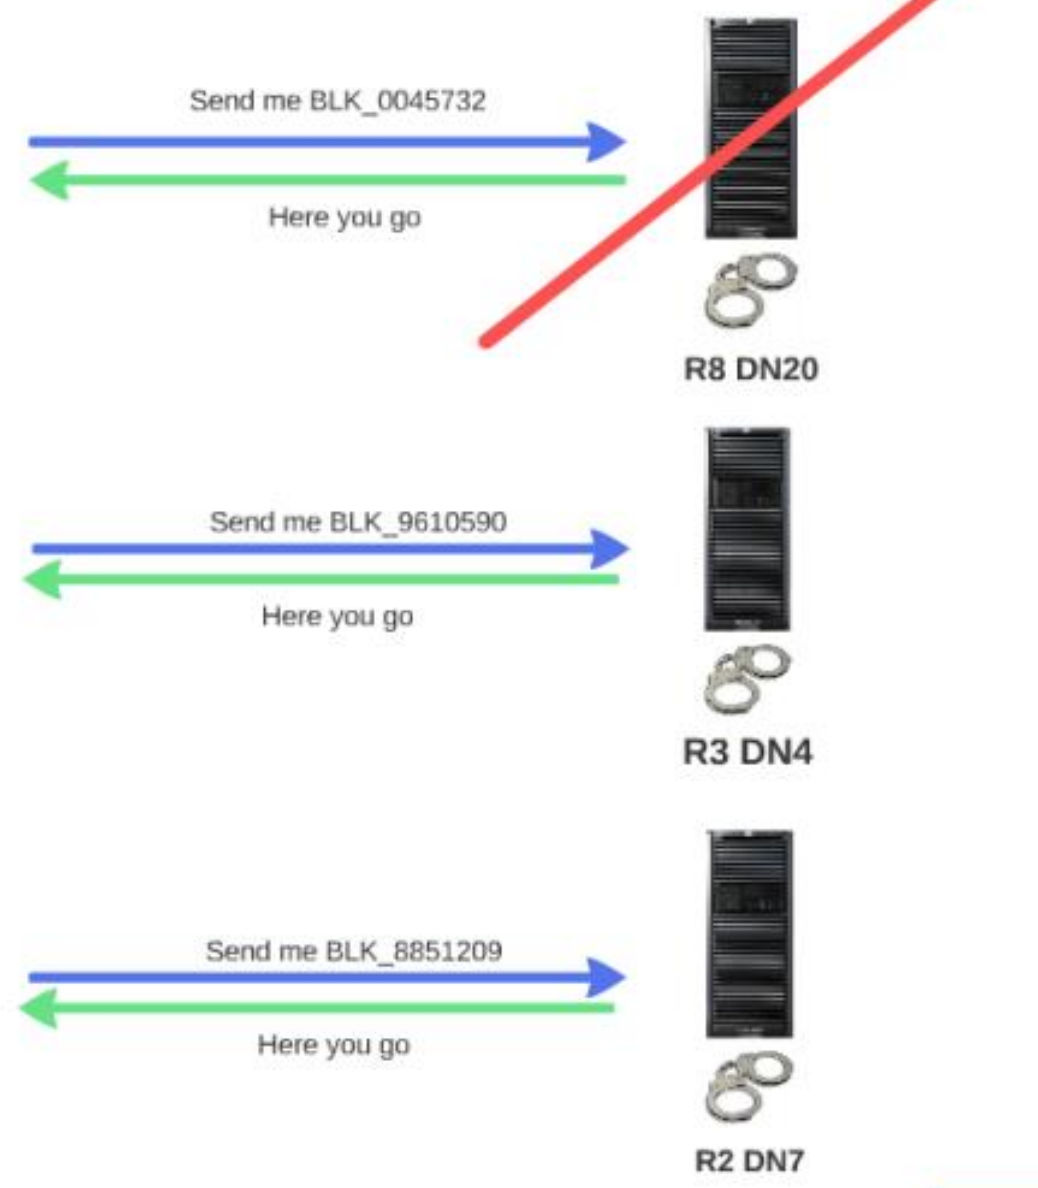 Send me BLK_0045732
Here you go
R8 DN20
Send me BLK_9610590
Here you go
R3 DN4
Send me BLK_8851209
Here you go
R2 DN7